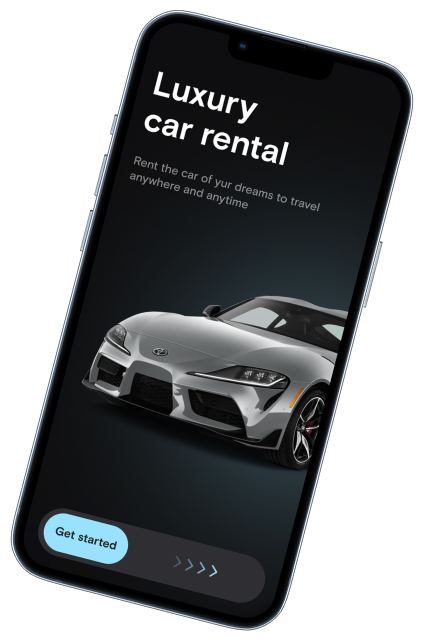 Luxury
car rental
Rent the car of yur dreams to travel
anywhere and anytime
Get started